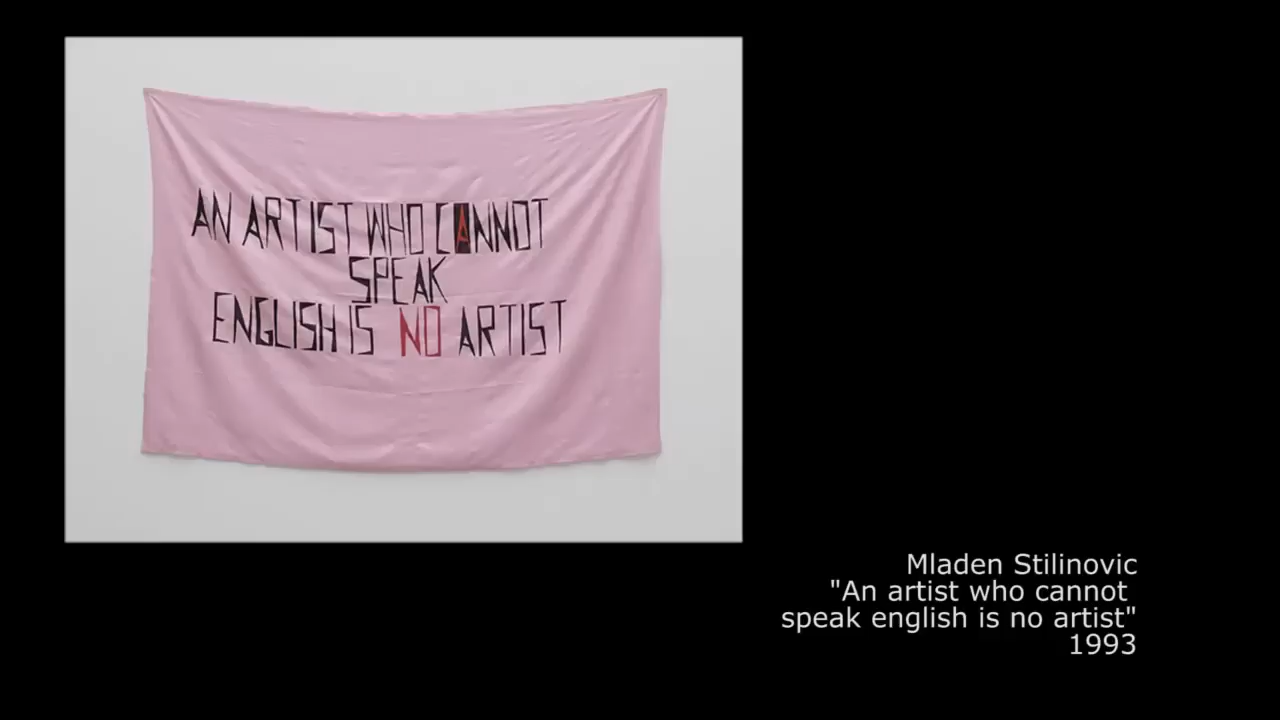 AN ARTIST WHO CANNOT
SPEAK
ENGLISH IS NO ARTIST
Mladen Stilinovic
"An artist who cannot
speak english is no artist"
1993